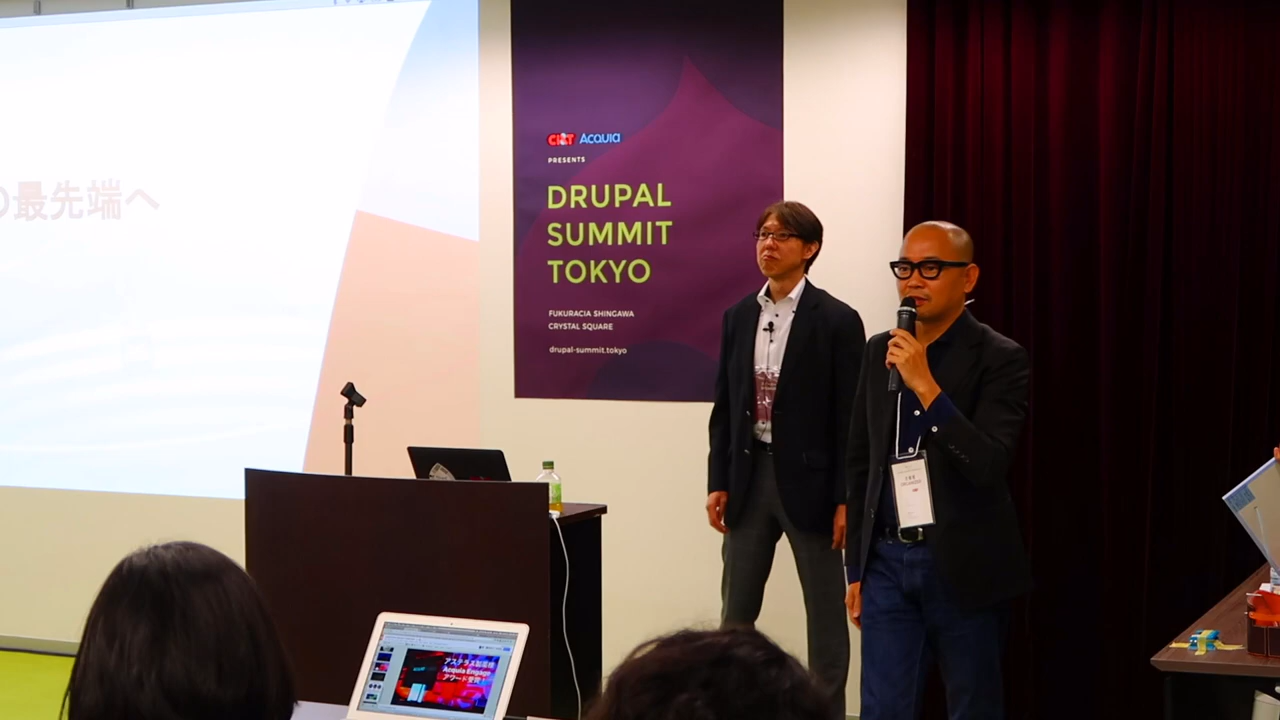 の最先端へ
CI&T ACQUIA
PRESENTS
DRUPAL
SUMMIT
TOKYO
FUKURACIA SHINGAWA
CRYSTAL SQUARE
drupal-summit.tokyo
アステラス製薬様
Acquia Engage
アワード受賞!